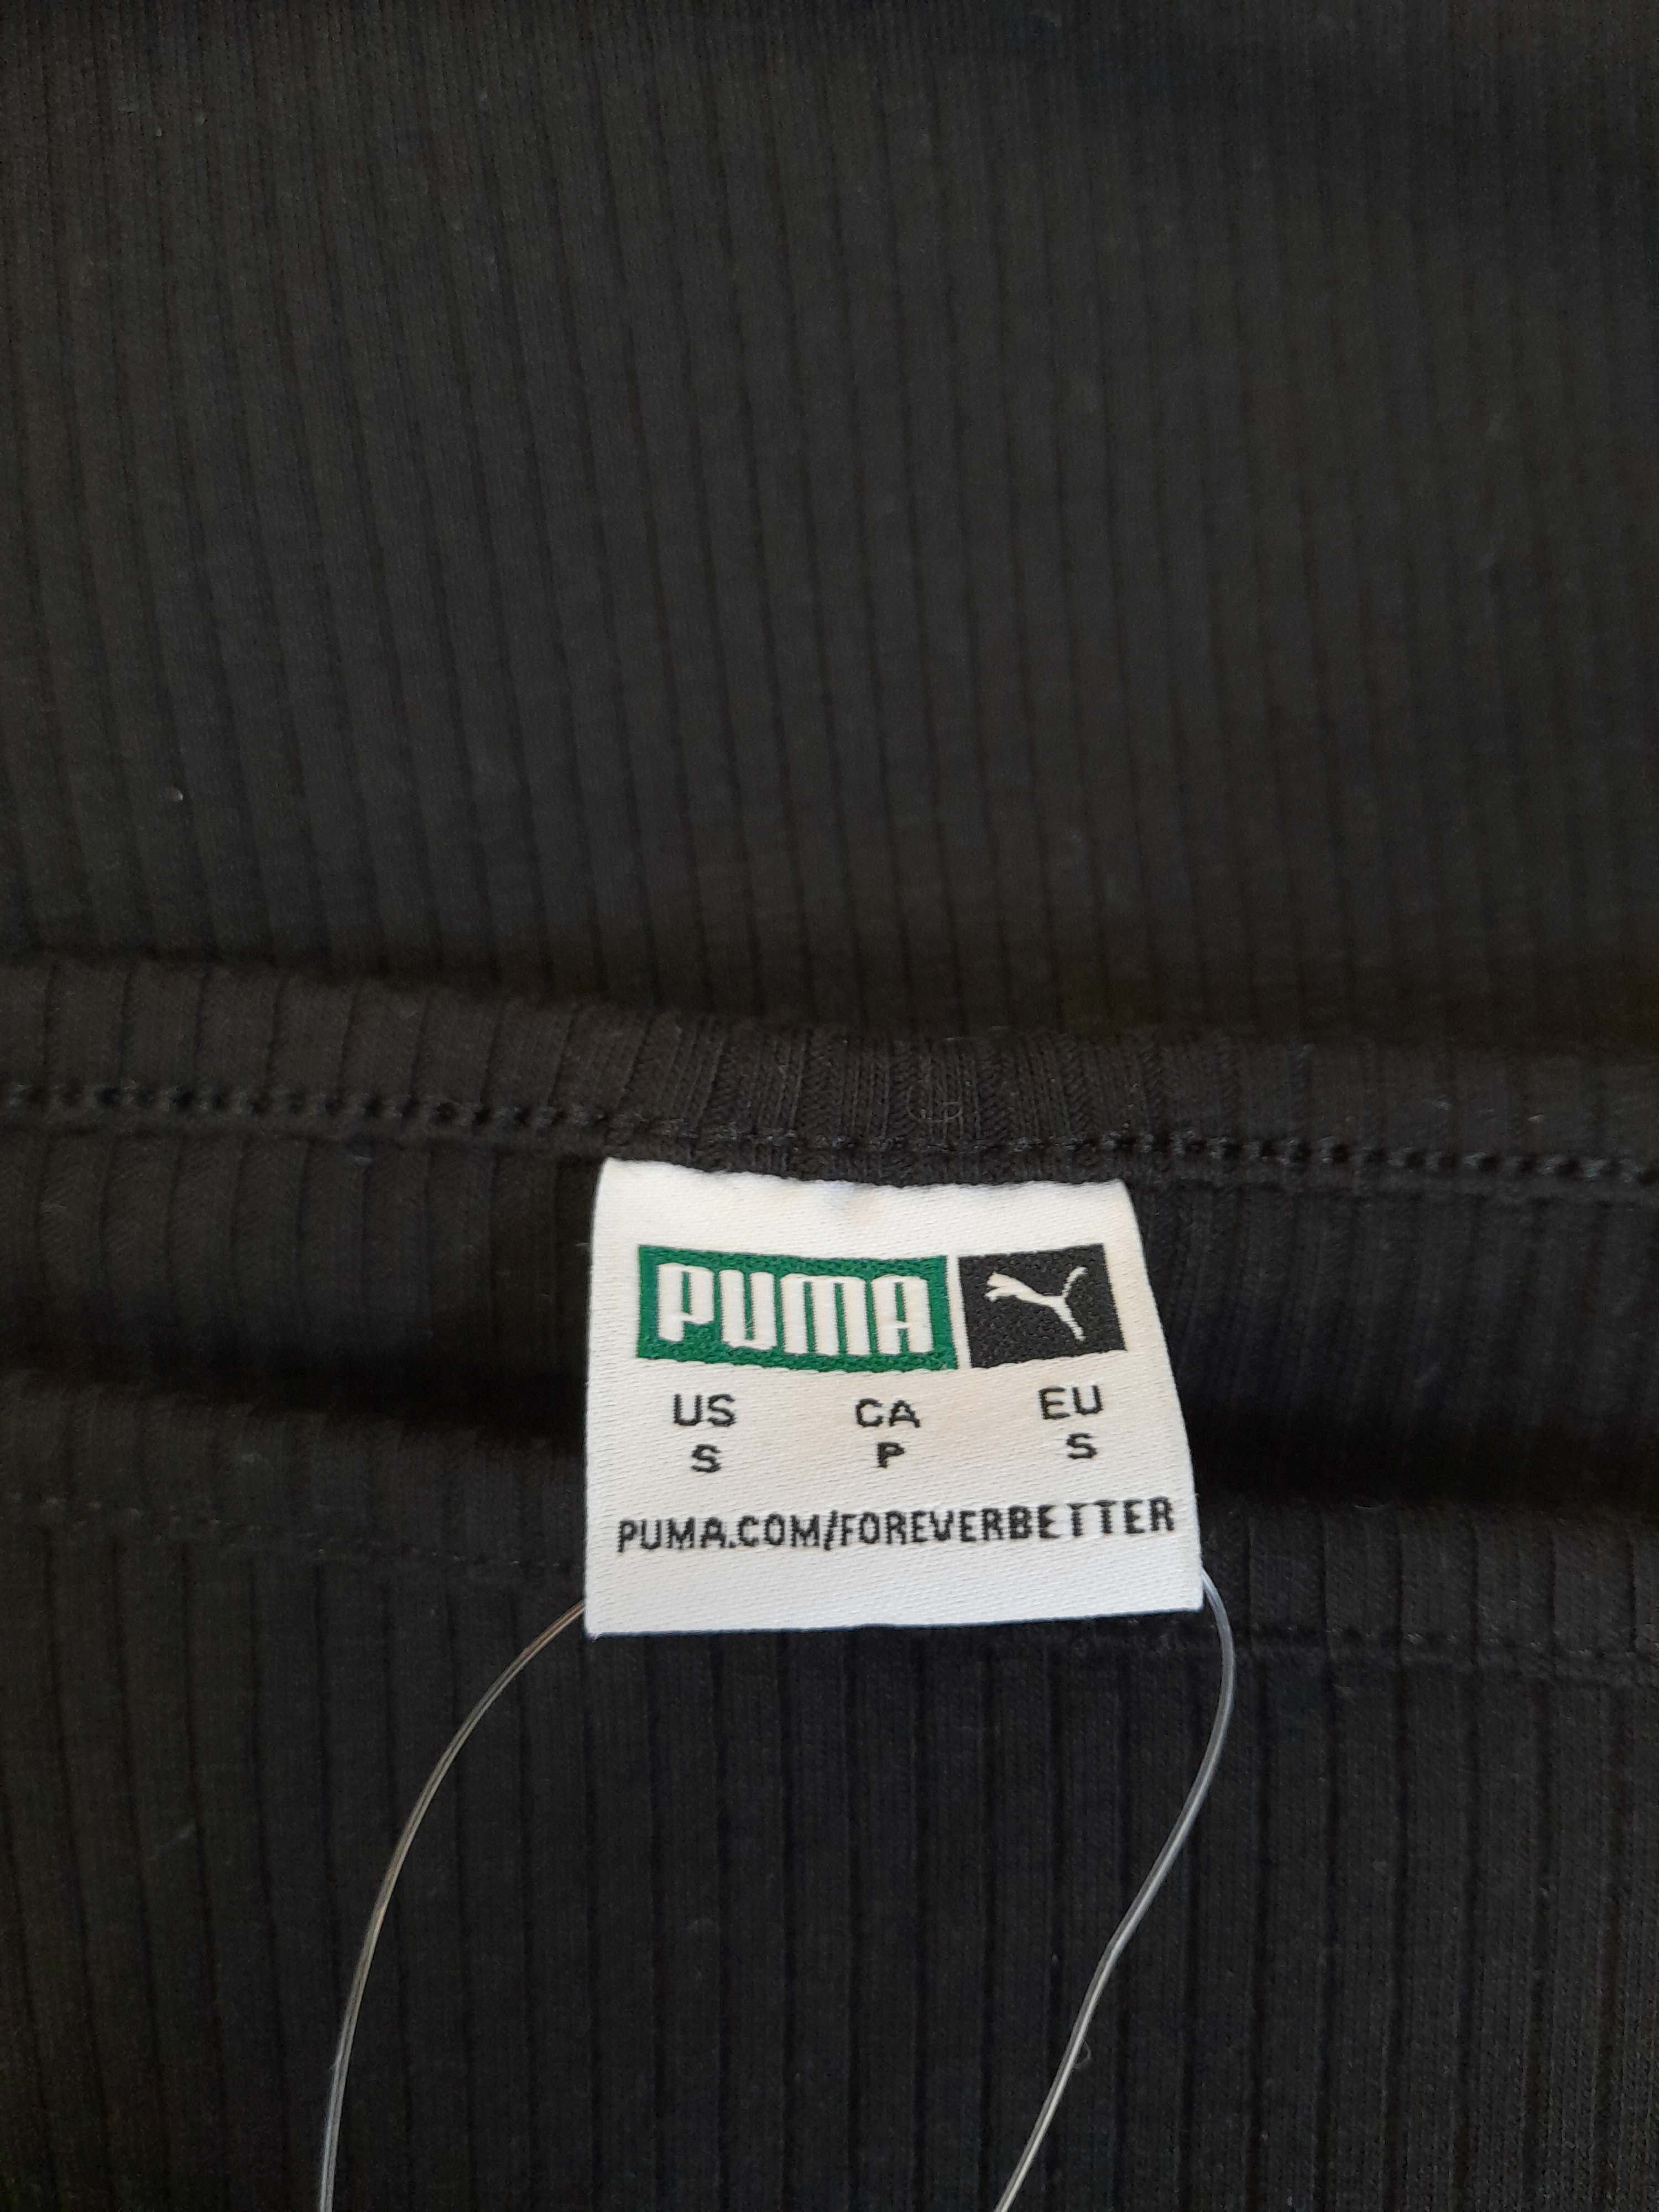 PUMA
US CA EU
S P S
PUMA.COM/FOREVERBETTER